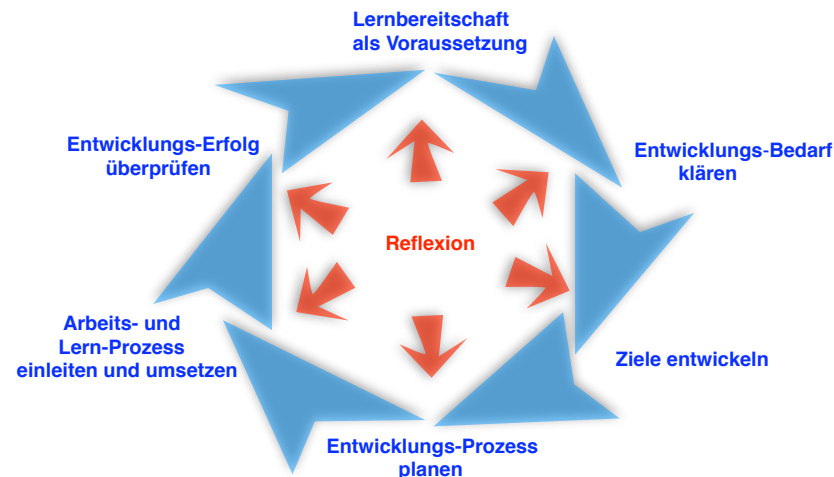 Lernbereitschaft
als Voraussetzung
Entwicklungs-Bedarf
klären
Ziele entwickeln
Entwicklungs-Prozess
planen
Arbeits- und
Lern-Prozess
einleiten und umsetzen
Entwicklungs-Erfolg
überprüfen
Reflexion